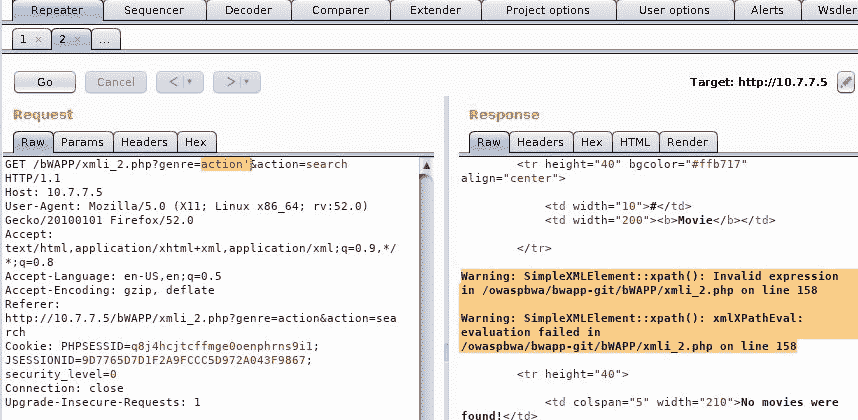 Repeater Sequencer Decoder Comparer Extender Project options User options Alerts Wsdler
1 × 2 × ...
Go Cancel < > Target: http://10.7.7.5
Request
Raw Params Headers Hex
GET /bWAPP/xmli_2.php?genre=action'&action=search
HTTP/1.1
Host: 10.7.7.5
User-Agent: Mozilla/5.0 (X11; Linux x86_64; rv:52.0)
Gecko/20100101 Firefox/52.0
Accept:
text/html,application/xhtml+xml,application/xml;q=0.9,*/
*;q=0.8
Accept-Language: en-US,en;q=0.5
Accept-Encoding: gzip, deflate
Referer:
http://10.7.7.5/bWAPP/xmli_2.php?genre=action&action=sea
rch
Cookie: PHPSESSID=q8j4hcjtcffmge0oenphrns9i1;
JSESSIONID=9D7765D7D1F2A9FCCC5D972A043F9867;
security_level=0
Connection: close
Upgrade-Insecure-Requests: 1
Response
Raw Headers Hex HTML Render
<tr height="40" bgcolor="#ffb717"
align="center">
<td width="10">#</td>
<td width="200"><b>Movie</b></td>
</tr>
Warning: SimpleXMLElement::xpath(): Invalid expression
in /owaspbwa/bwapp-git/bWAPP/xmli_2.php on line 158
Warning: SimpleXMLElement::xpath(): xmlXPathEval:
evaluation failed in
/owaspbwa/bwapp-git/bWAPP/xmli_2.php on line 158
<tr height="40">
<td colspan="5" width="210">No movies were
found!</td>